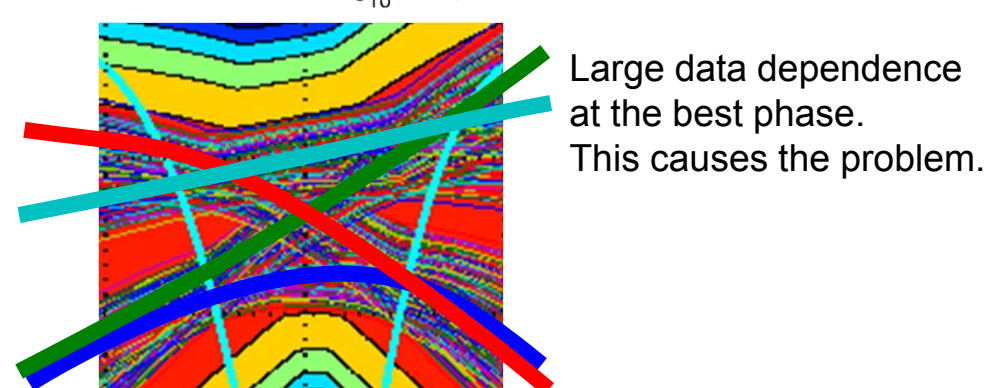 Large data dependence
at the best phase.
This causes the problem.